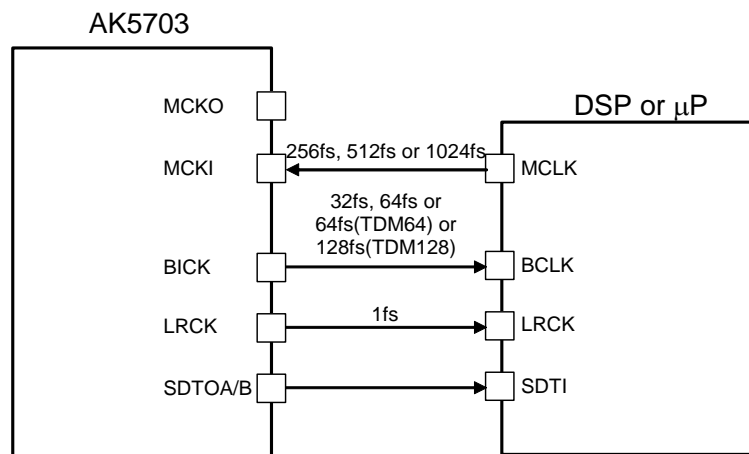 AK5703
DSP or μP
MCKO
256fs, 512fs or 1024fs
MCKI
MCLK
32fs, 64fs or
64fs(TDM64) or
128fs(TDM128)
BICK
BCLK
1fs
LRCK
LRCK
SDTOA/B
SDTI